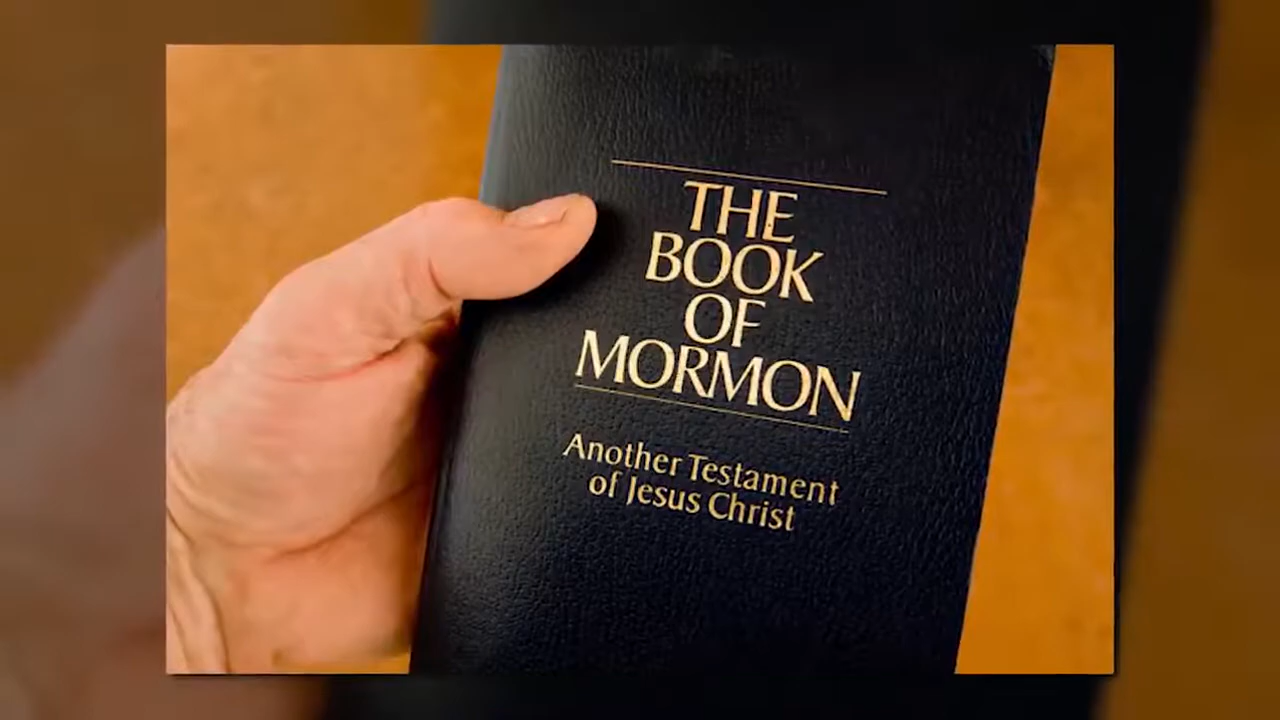 THE
BOOK
OF
MORMON
Another Testament
of Jesus Christ